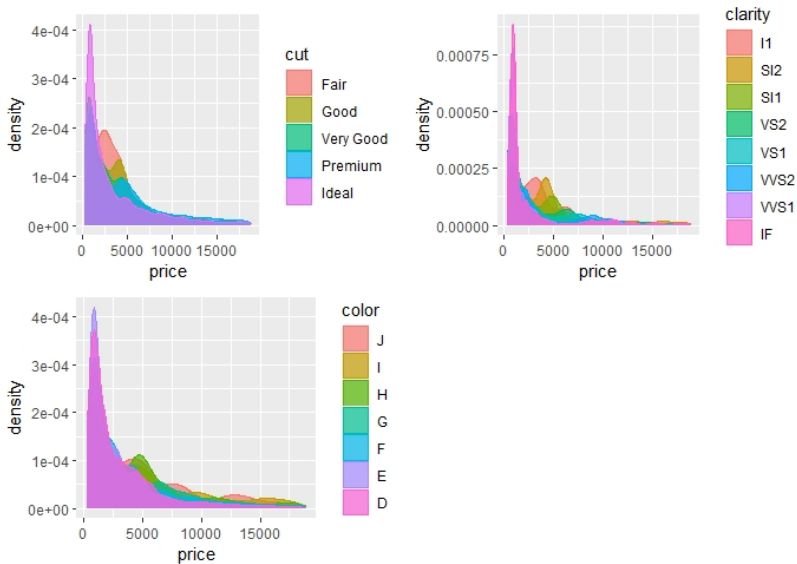 cut
Fair
Good
Very Good
Premium
Ideal
density
4e-04
3e-04
2e-04
1e-04
0e+00
0 5000 10000 15000
price
clarity
I1
SI2
SI1
VS2
VS1
VVS2
VVS1
IF
density
0.00075
0.00050
0.00025
0.00000
0 5000 10000 15000
price
color
J
I
H
G
F
E
D
density
4e-04
3e-04
2e-04
1e-04
0e+00
0 5000 10000 15000
price